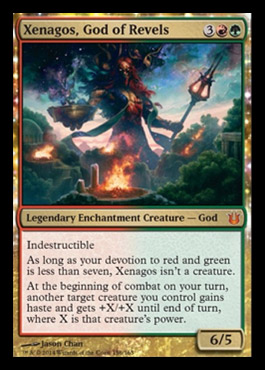 Xenagos, God of Revels 3
Legendary Enchantment Creature — God
Indestructible
As long as your devotion to red and green
is less than seven, Xenagos isn't a creature.
At the beginning of combat on your turn,
another target creature you control gains
haste and gets +X/+X until end of turn,
where X is that creature's power.
6/5
Jason Chan